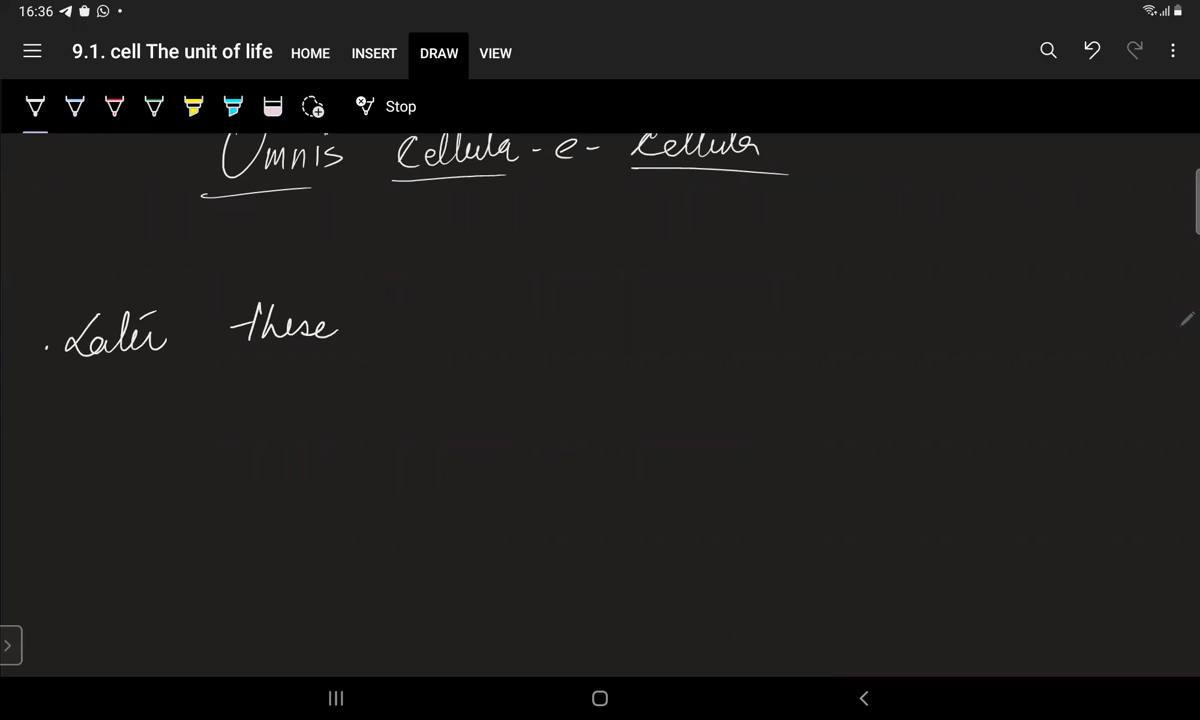 16:36
9.1. cell The unit of life HOME INSERT DRAW VIEW
Stop
Omnis Cellula - e - Cellula
. Later these